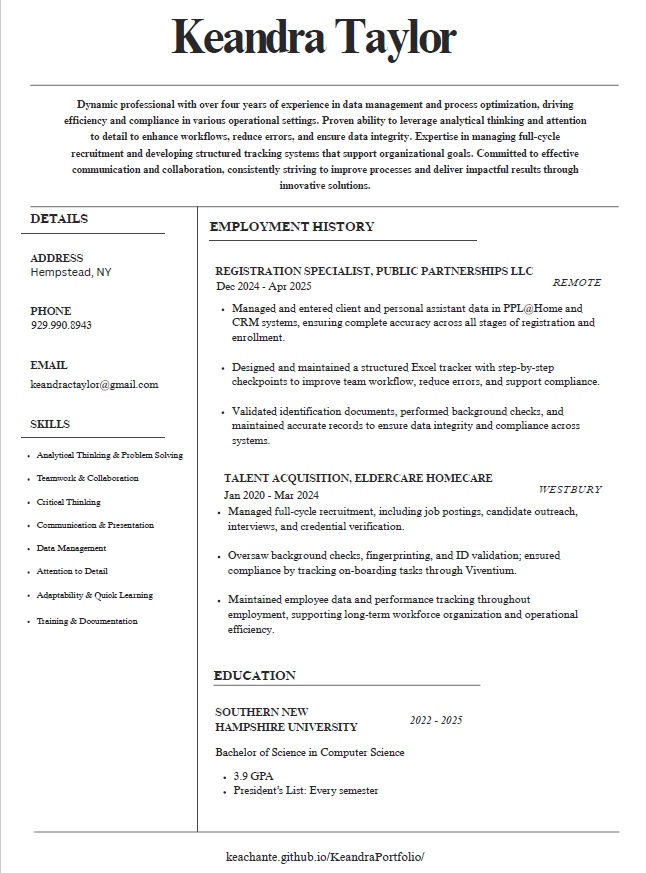 Keandra Taylor
Dynamic professional with over four years of experience in data management and process optimization, driving
efficiency and compliance in various operational settings. Proven ability to leverage analytical thinking and attention
to detail to enhance workflows, reduce errors, and ensure data integrity. Expertise in managing full-cycle
recruitment and developing structured tracking systems that support organizational goals. Committed to effective
communication and collaboration, consistently striving to improve processes and deliver impactful results through
innovative solutions.
DETAILS
ADDRESS
Hempstead, NY
PHONE
929.990.8943
EMAIL
keandractaylor@gmail.com
SKILLS
• Analytical Thinking & Problem Solving
• Teamwork & Collaboration
• Critical Thinking
• Communication & Presentation
• Data Management
• Attention to Detail
• Adaptability & Quick Learning
• Training & Documentation
EMPLOYMENT HISTORY
REGISTRATION SPECIALIST, PUBLIC PARTNERSHIPS LLC
Dec 2024 - Apr 2025
REMOTE
• Managed and entered client and personal assistant data in PPL@Home and
CRM systems, ensuring complete accuracy across all stages of registration and
enrollment.
• Designed and maintained a structured Excel tracker with step-by-step
checkpoints to improve team workflow, reduce errors, and support compliance.
• Validated identification documents, performed background checks, and
maintained accurate records to ensure data integrity and compliance across
systems.
TALENT ACQUISITION, ELDERCARE HOMECARE
Jan 2020 - Mar 2024
WESTBURY
• Managed full-cycle recruitment, including job postings, candidate outreach,
interviews, and credential verification.
• Oversaw background checks, fingerprinting, and ID validation; ensured
compliance by tracking on-boarding tasks through Viventium.
• Maintained employee data and performance tracking throughout
employment, supporting long-term workforce organization and operational
efficiency.
EDUCATION
SOUTHERN NEW
HAMPSHIRE UNIVERSITY
2022 - 2025
Bachelor of Science in Computer Science
• 3.9 GPA
• President's List: Every semester
keachante.github.io/KeandraPortfolio/